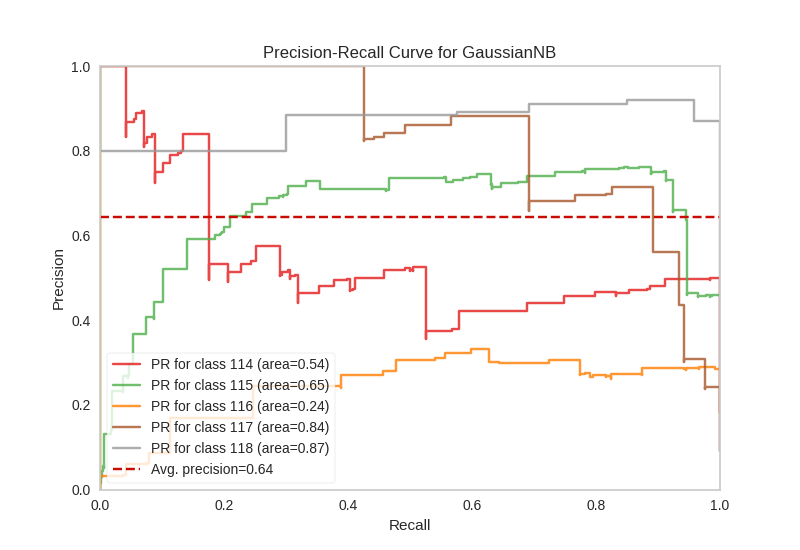 Precision-Recall Curve for GaussianNB
Precision
1.0
0.8
0.6
0.4
0.2
0.0
PR for class 114 (area=0.54)
PR for class 115 (area=0.65)
PR for class 116 (area=0.24)
PR for class 117 (area=0.84)
PR for class 118 (area=0.87)
Avg. precision=0.64
0.0 0.2 0.4 0.6 0.8 1.0
Recall